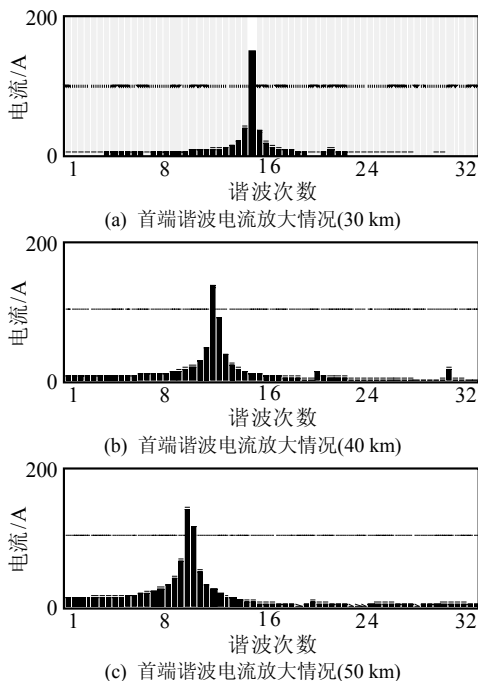 200
电流/A
0
1 8 16 24 32
谐波次数
(a) 首端谐波电流放大情况(30 km)
200
电流/A
0
1 8 16 24 32
谐波次数
(b) 首端谐波电流放大情况(40 km)
200
电流/A
0
1 8 16 24 32
谐波次数
(c) 首端谐波电流放大情况(50 km)